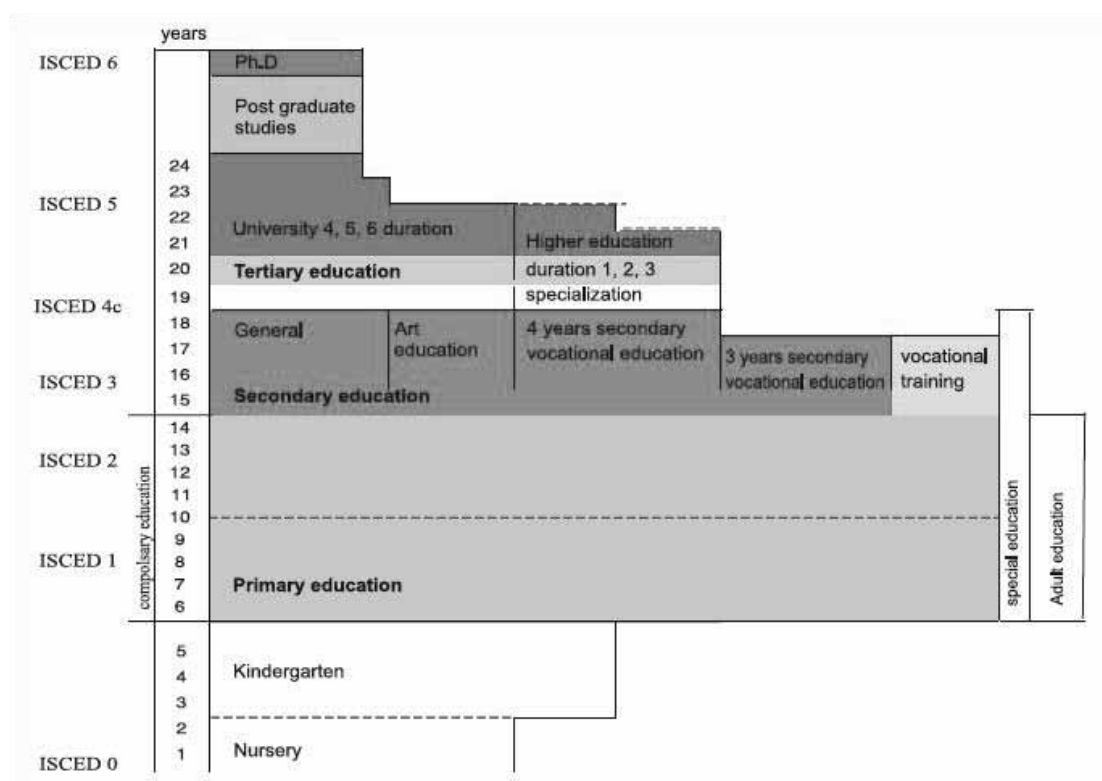 years
ISCED 6
Ph.D
Post graduate
studies
24
23
ISCED 5
22
University 4, 5, 6 duration
21
Higher education
20
Tertiary education
duration 1, 2, 3
19
specialization
ISCED 4c
18
General
Art
education
4 years secondary
vocational education
17
3 years secondary
vocational education
vocational
training
16
ISCED 3
15
Secondary education
14
13
ISCED 2
12
11
10
9
ISCED 1
8
7
Primary education
6
compolsary education
special education
Adult education
5
4
Kindergarten
3
2
1
Nursery
ISCED 0